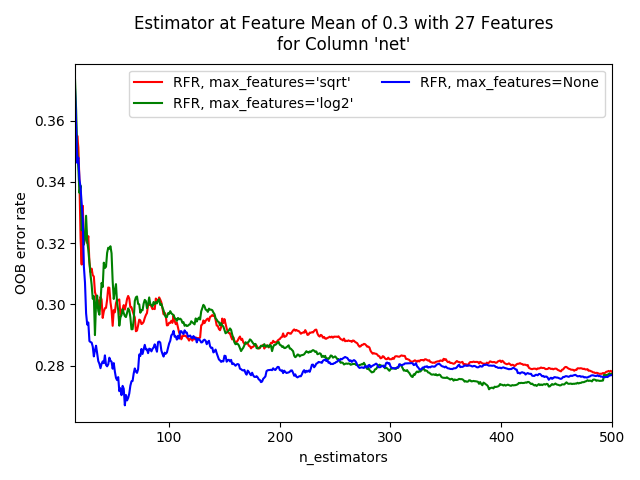 Estimator at Feature Mean of 0.3 with 27 Features
for Column 'net'
RFR, max_features='sqrt'
RFR, max_features='log2'
RFR, max_features=None
OOB error rate
0.36
0.34
0.32
0.30
0.28
100
200
300
400
500
n_estimators